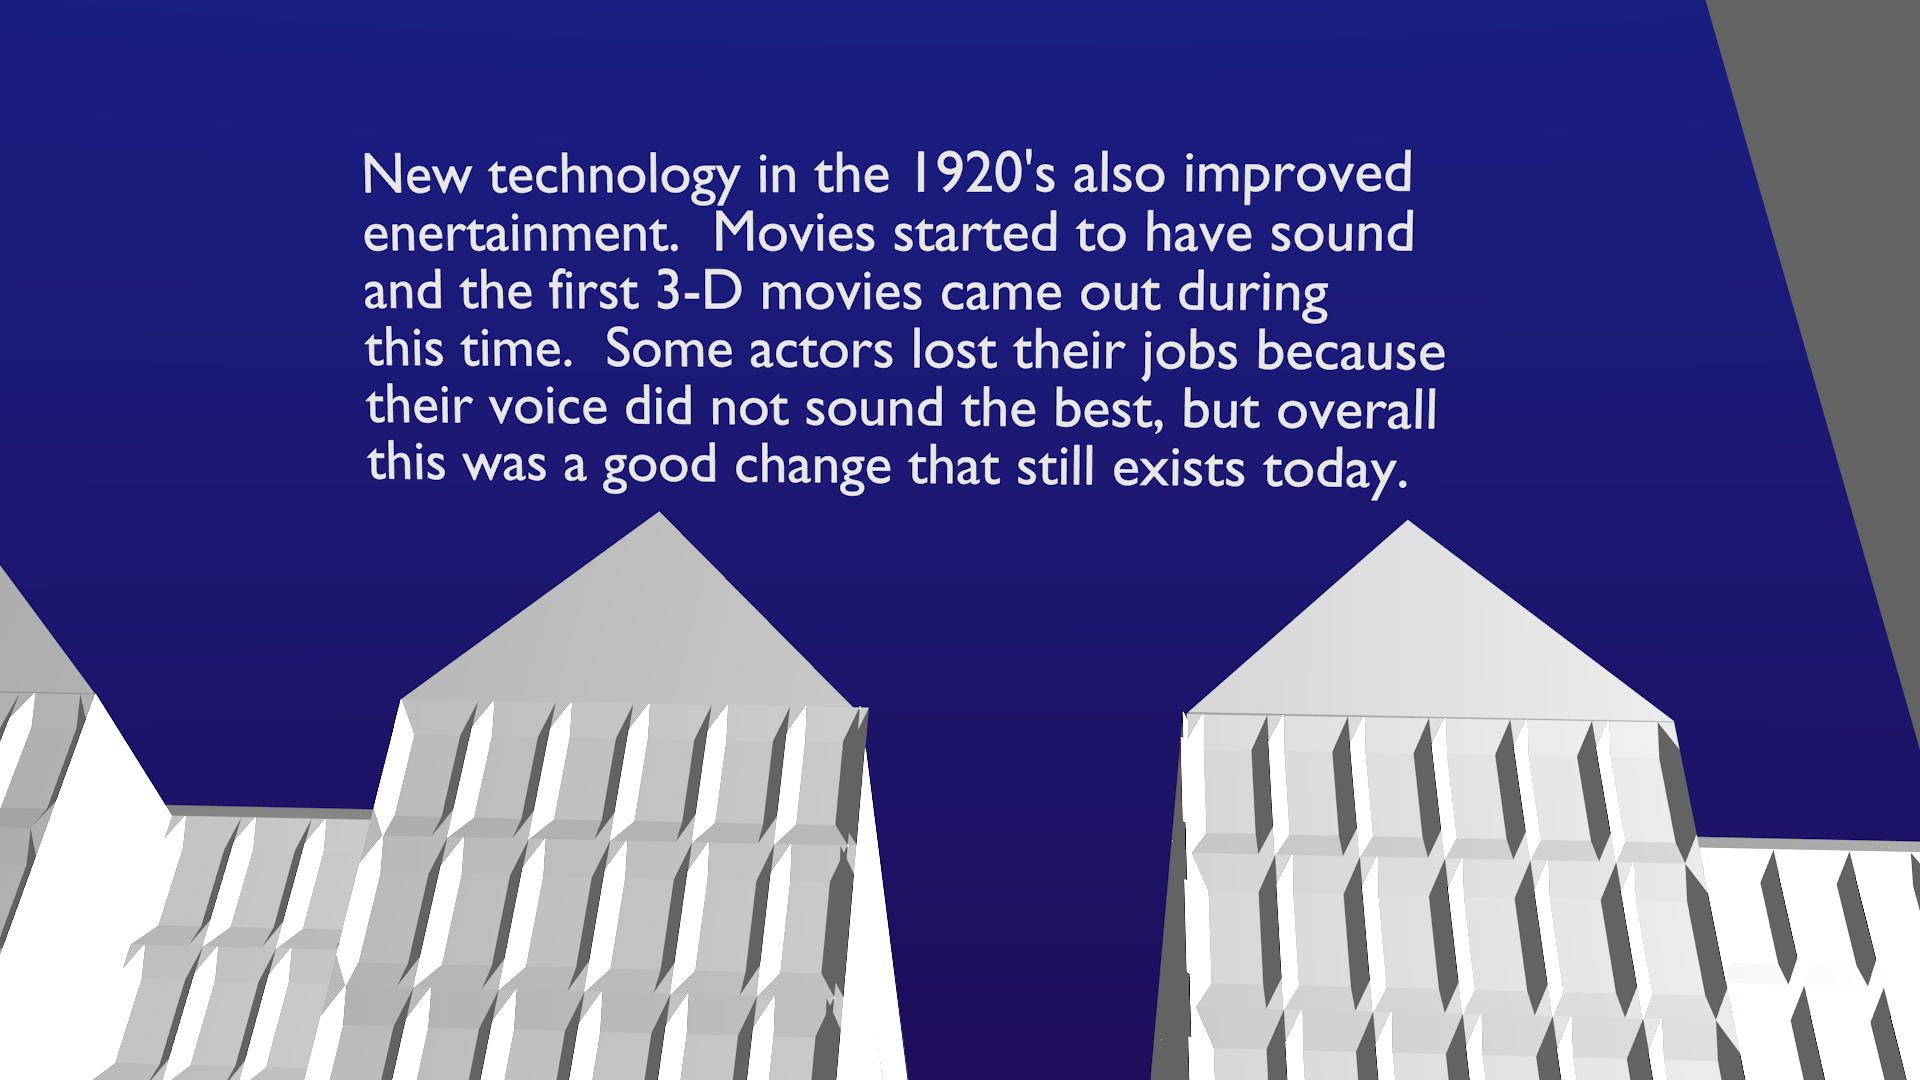 New technology in the 1920's also improved
enertainment.  Movies started to have sound
and the first 3-D movies came out during
this time.  Some actors lost their jobs because
their voice did not sound the best, but overall
this was a good change that still exists today.